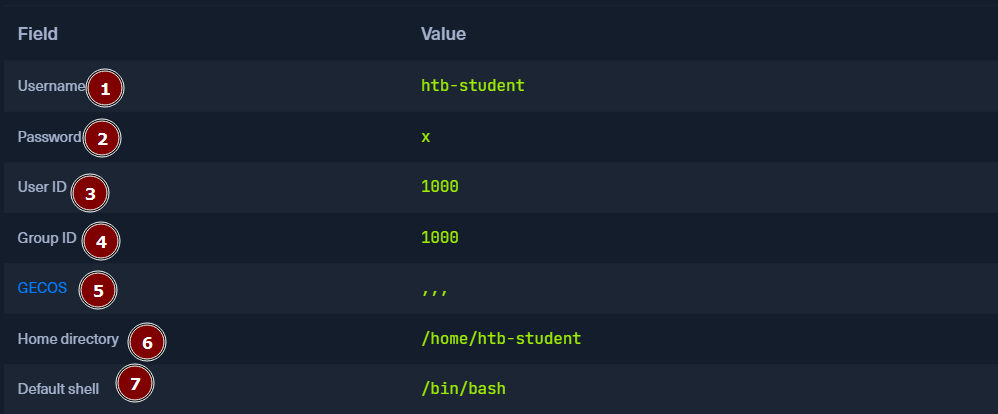 Field Value
Username 1 htb-student
Password 2 x
User ID 3 1000
Group ID 4 1000
GECOS 5 ,,,
Home directory 6 /home/htb-student
Default shell 7 /bin/bash